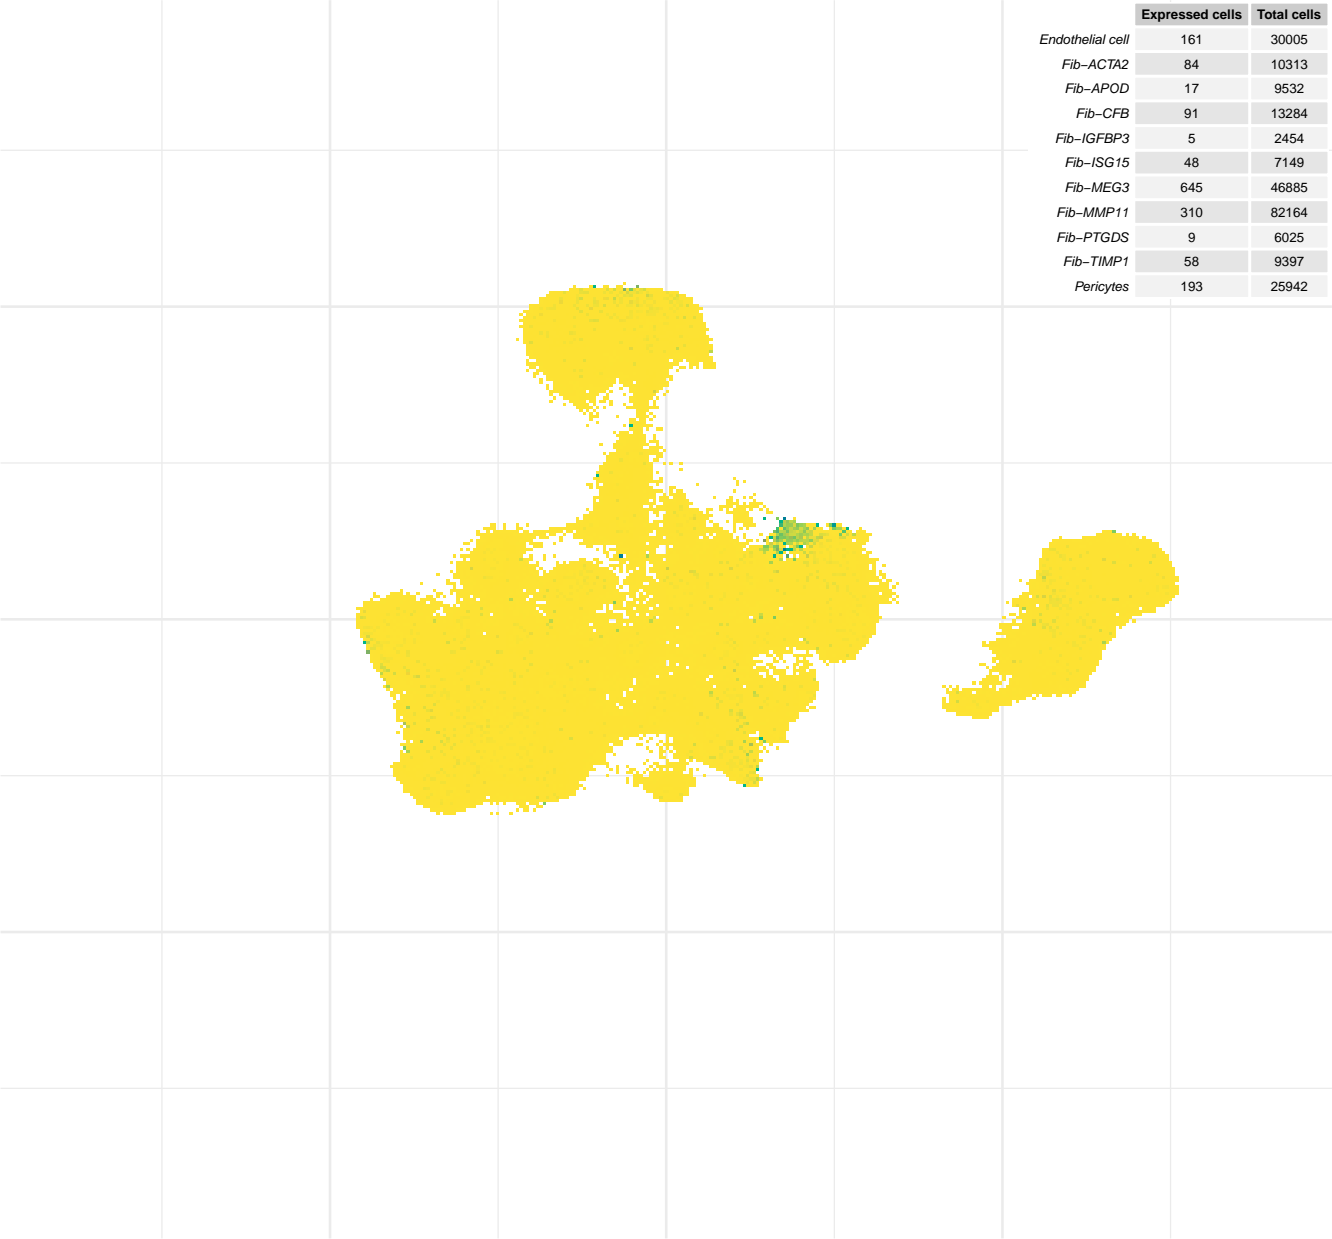 Expressed cells Total cells
Endothelial cell 161 30005
Fib−ACTA2 84 10313
Fib−APOD 17 9532
Fib−CFB 91 13284
Fib−IGFBP3 5 2454
Fib−ISG15 48 7149
Fib−MEG3 645 46885
Fib−MMP11 310 82164
Fib−PTGDS 9 6025
Fib−TIMP1 58 9397
Pericytes 193 25942